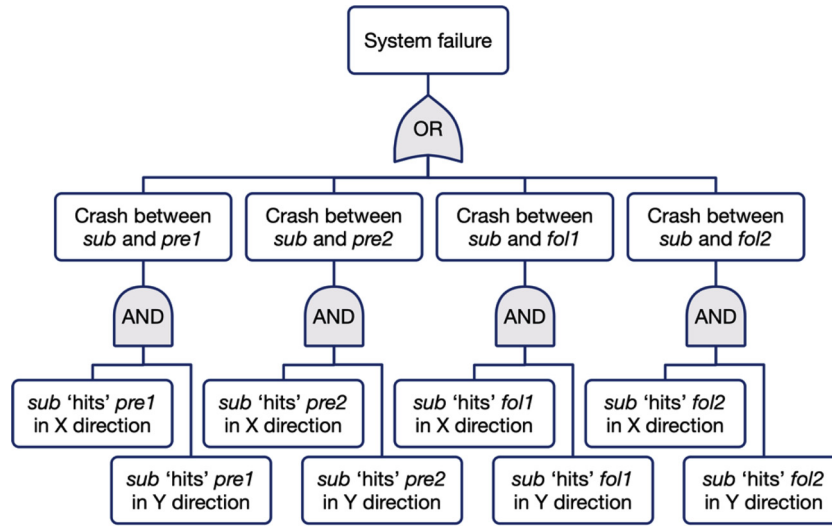 System failure
OR
Crash between
sub and pre1
Crash between
sub and pre2
Crash between
sub and fol1
Crash between
sub and fol2
AND
AND
AND
AND
sub ‘hits’ pre1
in X direction
sub ‘hits’ pre2
in X direction
sub ‘hits’ fol1
in X direction
sub ‘hits’ fol2
in X direction
sub ‘hits’ pre1
in Y direction
sub ‘hits’ pre2
in Y direction
sub ‘hits’ fol1
in Y direction
sub ‘hits’ fol2
in Y direction